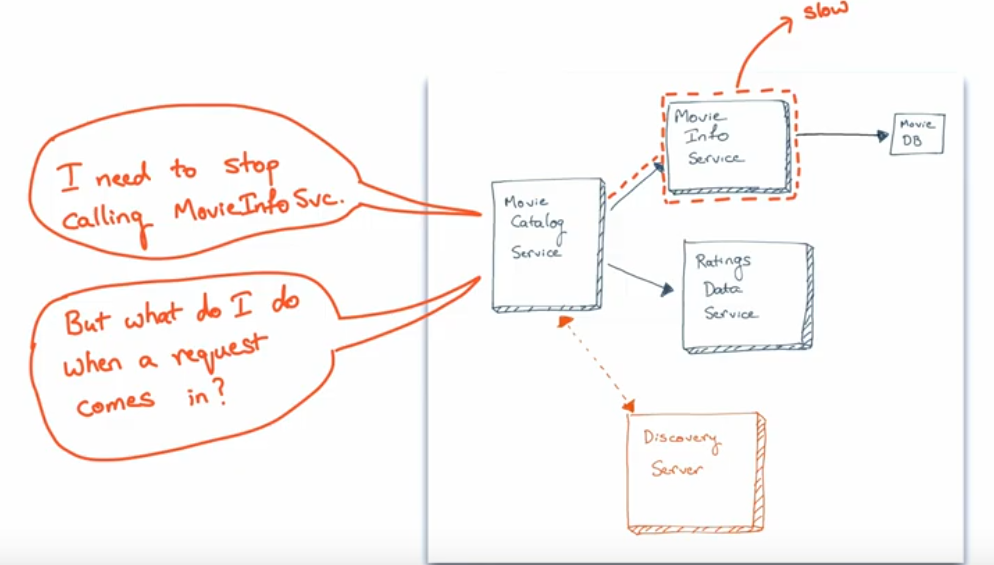 slow
I need to stop
calling MovieInfoSvc.
But what do I do
when a request
comes in?
Movie
Catalog
Service
Movie
Info
Service
Movie
DB
Ratings
Data
Service
Discovery
Server